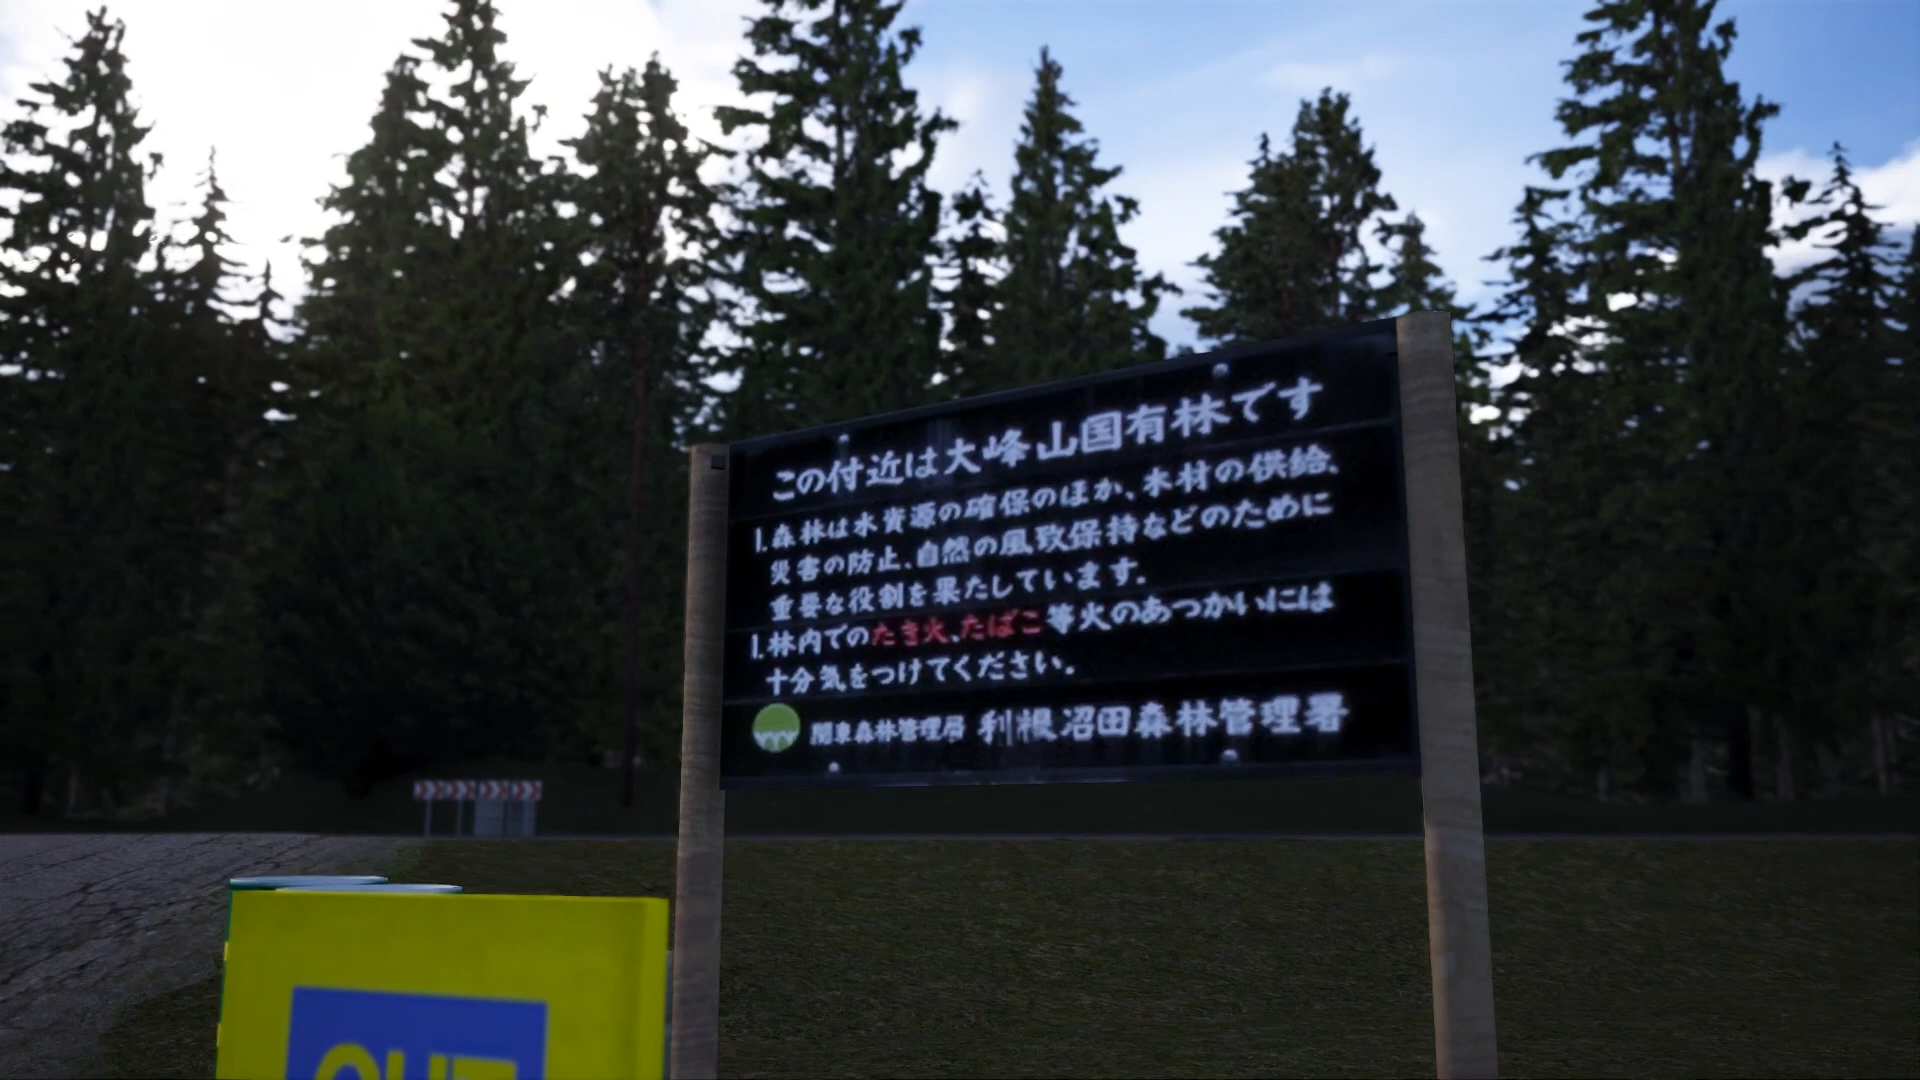 この付近は大峰山国有林です
1.森林は水資源の確保のほか、木材の供給、
災害の防止、自然の風致保持などのために
重要な役割を果たしています。
1.林内でのたき火、たばこ等火のあつかいには
十分気をつけてください。
関東森林管理局 利根沼田森林管理署